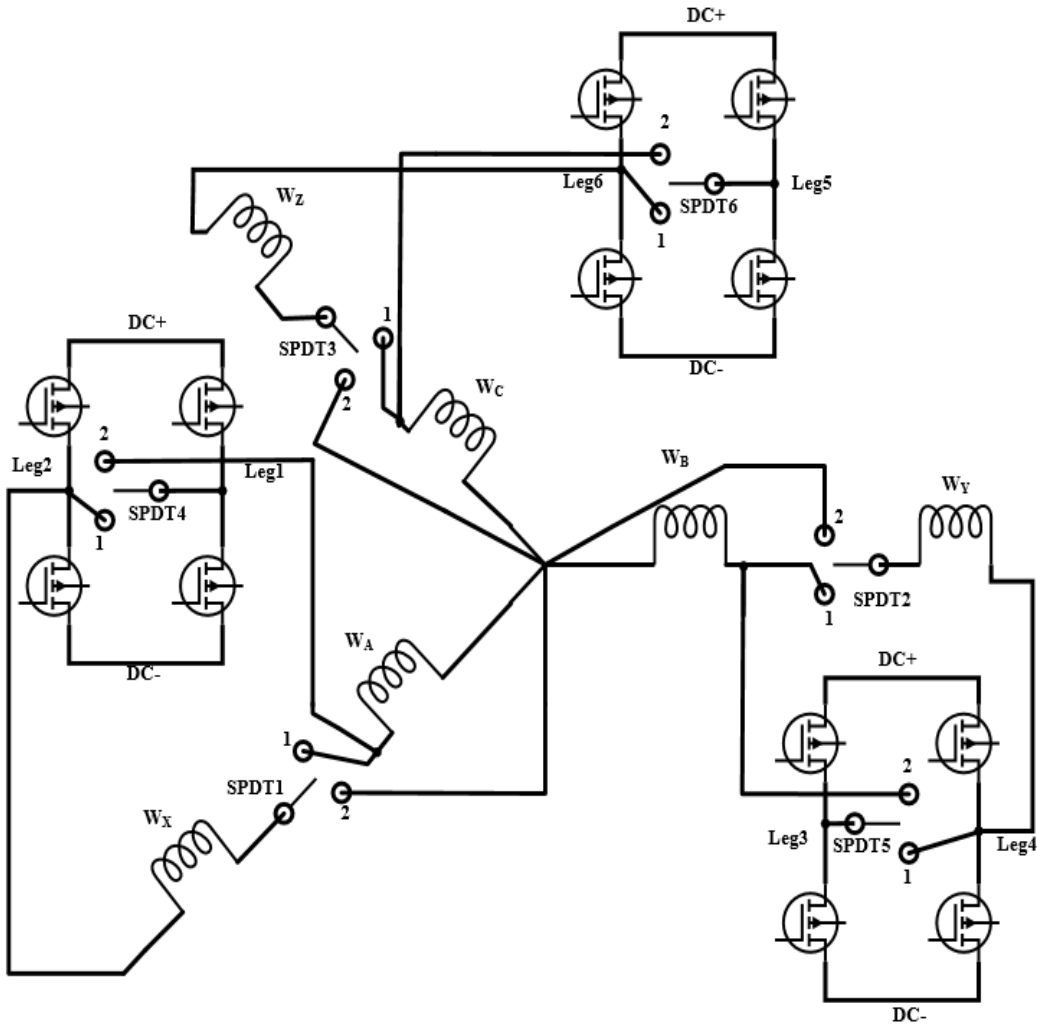 DC+
2
Leg6
Leg5
SPDT6
1
DC-
WZ
1
SPDT3
2
WC
DC+
2
Leg2
Leg1
SPDT4
1
DC-
WB
WY
2
SPDT2
1
WA
1
SPDT1
2
WX
DC+
2
Leg3
SPDT5
Leg4
1
DC-